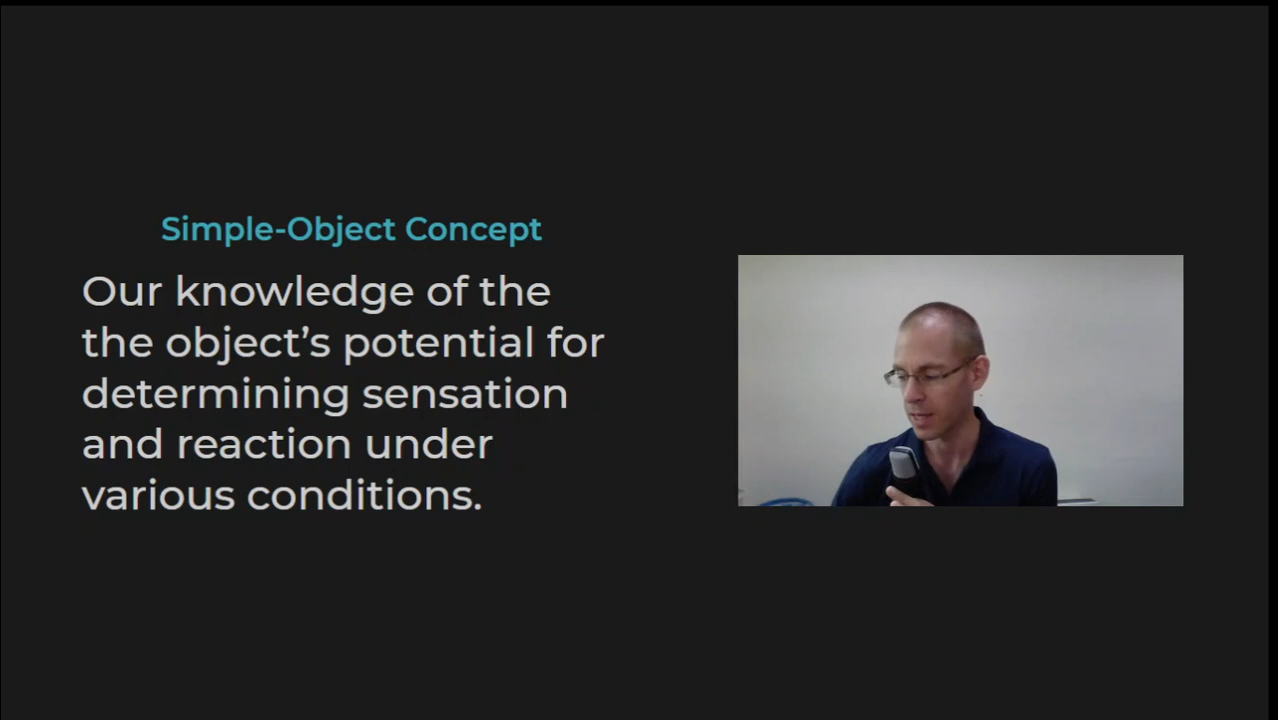 Simple-Object Concept
Our knowledge of the
the object’s potential for
determining sensation
and reaction under
various conditions.